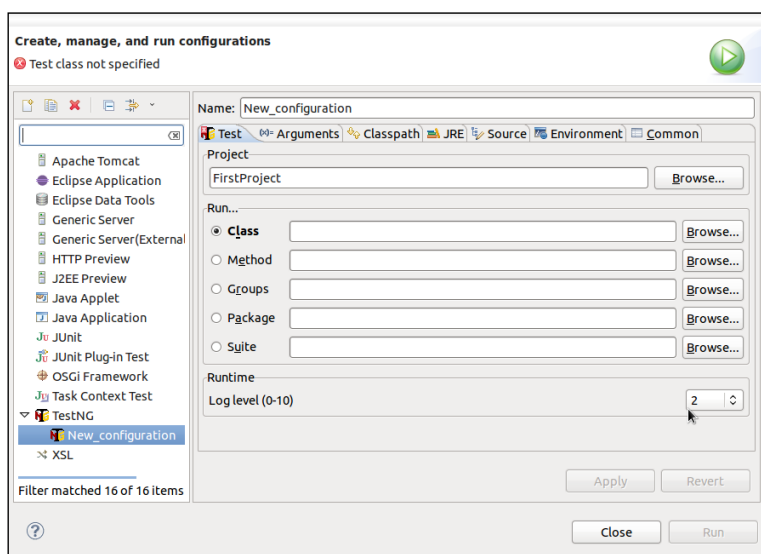 Create, manage, and run configurations
Test class not specified
Name: New_configuration
Test (x)= Arguments Classpath JRE Source Environment Common
Project
FirstProject Browse...
Run...
Class Browse...
Method Browse...
Groups Browse...
Package Browse...
Suite Browse...
Runtime
Log level (0-10) 2
Apply Revert
Apache Tomcat
Eclipse Application
Eclipse Data Tools
Generic Server
Generic Server(External
HTTP Preview
J2EE Preview
Java Applet
Java Application
JU JUnit
JUnit Plug-in Test
OSGi Framework
JU Task Context Test
TestNG
New_configuration
XSL
Filter matched 16 of 16 items
? Close Run